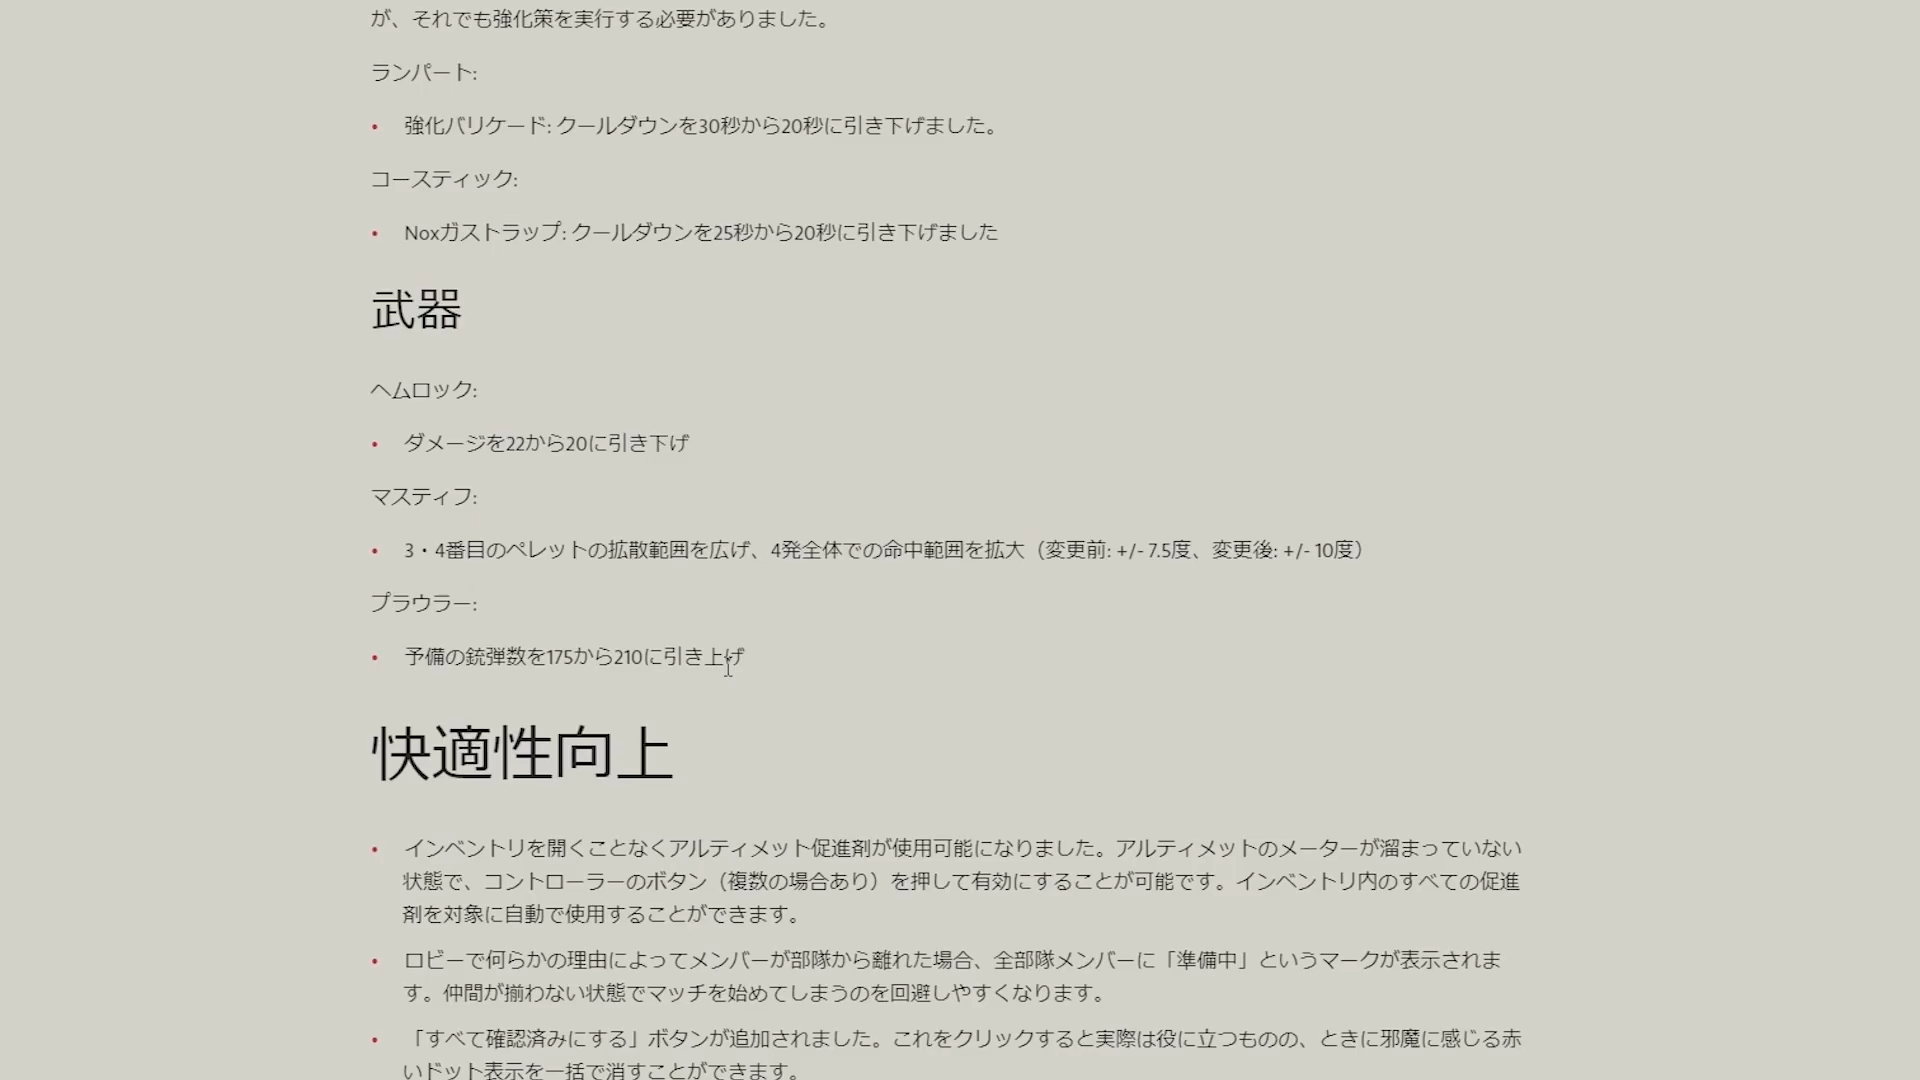 が、それでも強化策を実行する必要がありました。
ランパート:
• 強化バリケード: クールダウンを30秒から20秒に引き下げました。
コースティック:
• Noxガストラップ: クールダウンを25秒から20秒に引き下げました
武器
ヘムロック:
• ダメージを22から20に引き下げ
マスティフ:
• 3・4番目のペレットの拡散範囲を広げ、4発全体での命中範囲を拡大（変更前: +/- 7.5度、変更後: +/- 10度）
プラウラー:
• 予備の銃弾数を175から210に引き上げ
快適性向上
• インベントリを開くことなくアルティメット促進剤が使用可能になりました。アルティメットのメーターが溜まっていない
状態で、コントローラーのボタン（複数の場合あり）を押して有効にすることが可能です。インベントリ内のすべての促進
剤を対象に自動で使用することができます。
• ロビーで何らかの理由によってメンバーが部隊から離れた場合、全部隊メンバーに「準備中」というマークが表示されま
す。仲間が揃わない状態でマッチを始めてしまうのを回避しやすくなります。
• 「すべて確認済みにする」ボタンが追加されました。これをクリックすると実際は役に立つものの、ときに邪魔に感じる赤
いドット表示を一括で消すことができます。